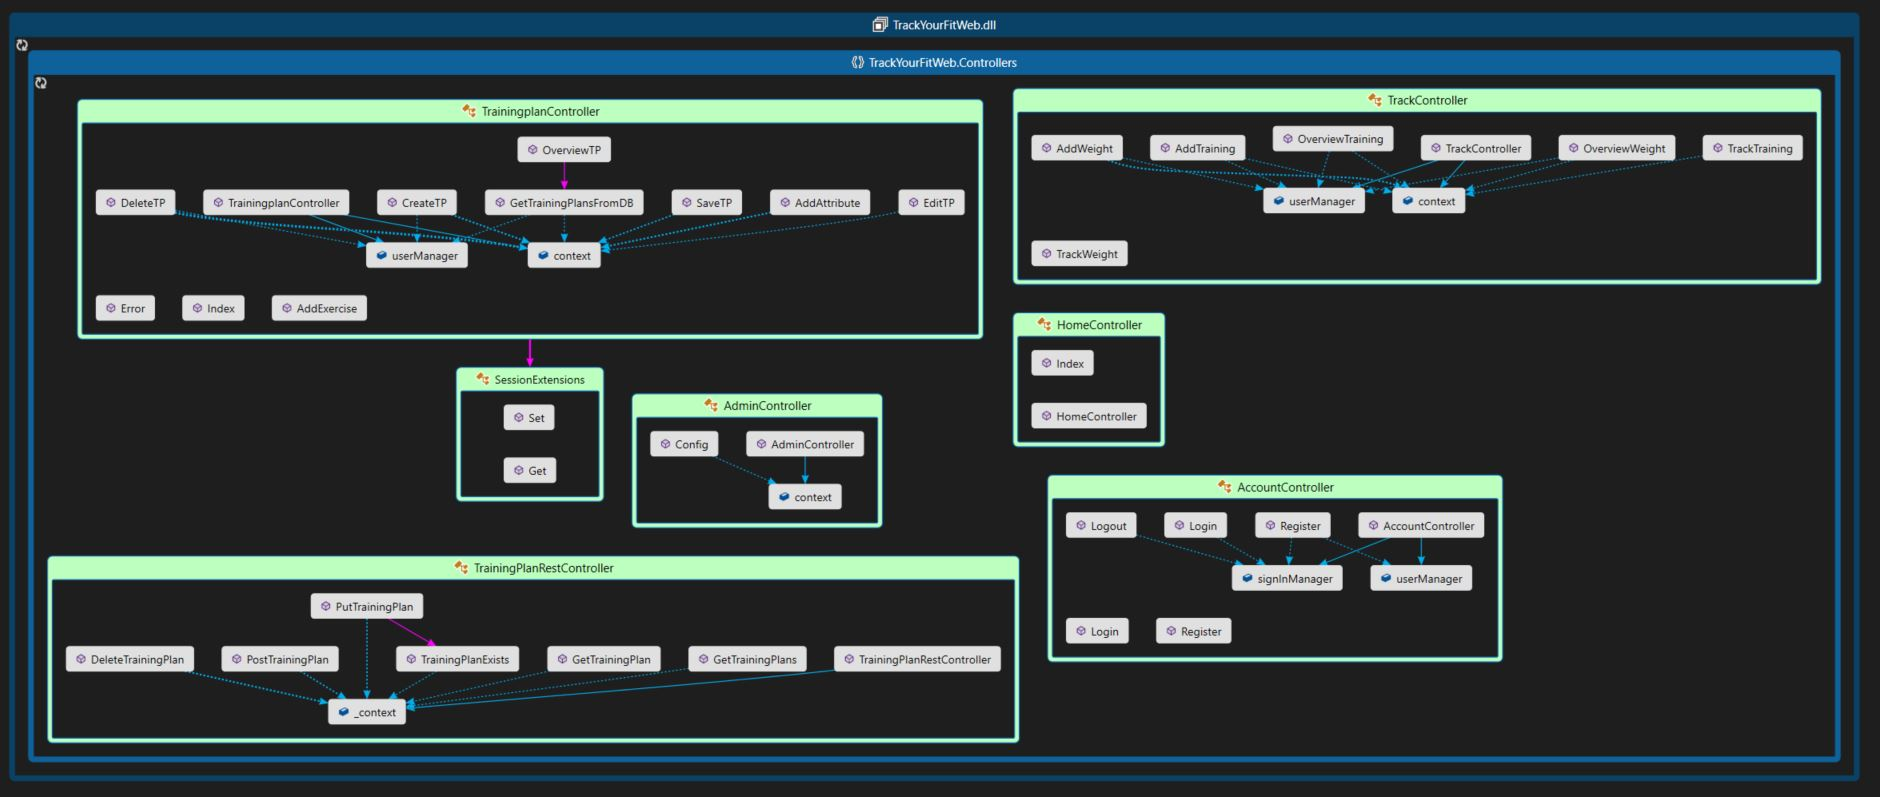 TrackYourFitWeb.dll
TrackYourFitWeb.Controllers
TrainingplanController
OverviewTP
DeleteTP
TrainingplanController
CreateTP
GetTrainingPlansFromDB
SaveTP
AddAttribute
EditTP
userManager
context
Error
Index
AddExercise
TrackController
AddWeight
AddTraining
OverviewTraining
TrackController
OverviewWeight
TrackTraining
userManager
context
TrackWeight
SessionExtensions
Set
Get
AdminController
Config
AdminController
context
HomeController
Index
HomeController
AccountController
Logout
Login
Register
AccountController
signInManager
userManager
Login
Register
TrainingPlanRestController
PutTrainingPlan
DeleteTrainingPlan
PostTrainingPlan
TrainingPlanExists
GetTrainingPlan
GetTrainingPlans
TrainingPlanRestController
_context